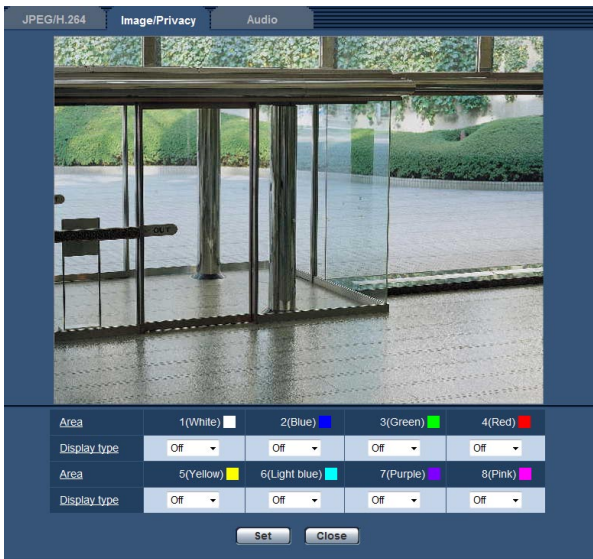 JPEG/H.264 Image/Privacy Audio
OUT
Area 1(White) 2(Blue) 3(Green) 4(Red)
Display type Off Off Off Off
Area 5(Yellow) 6(Light blue) 7(Purple) 8(Pink)
Display type Off Off Off Off
Set Close